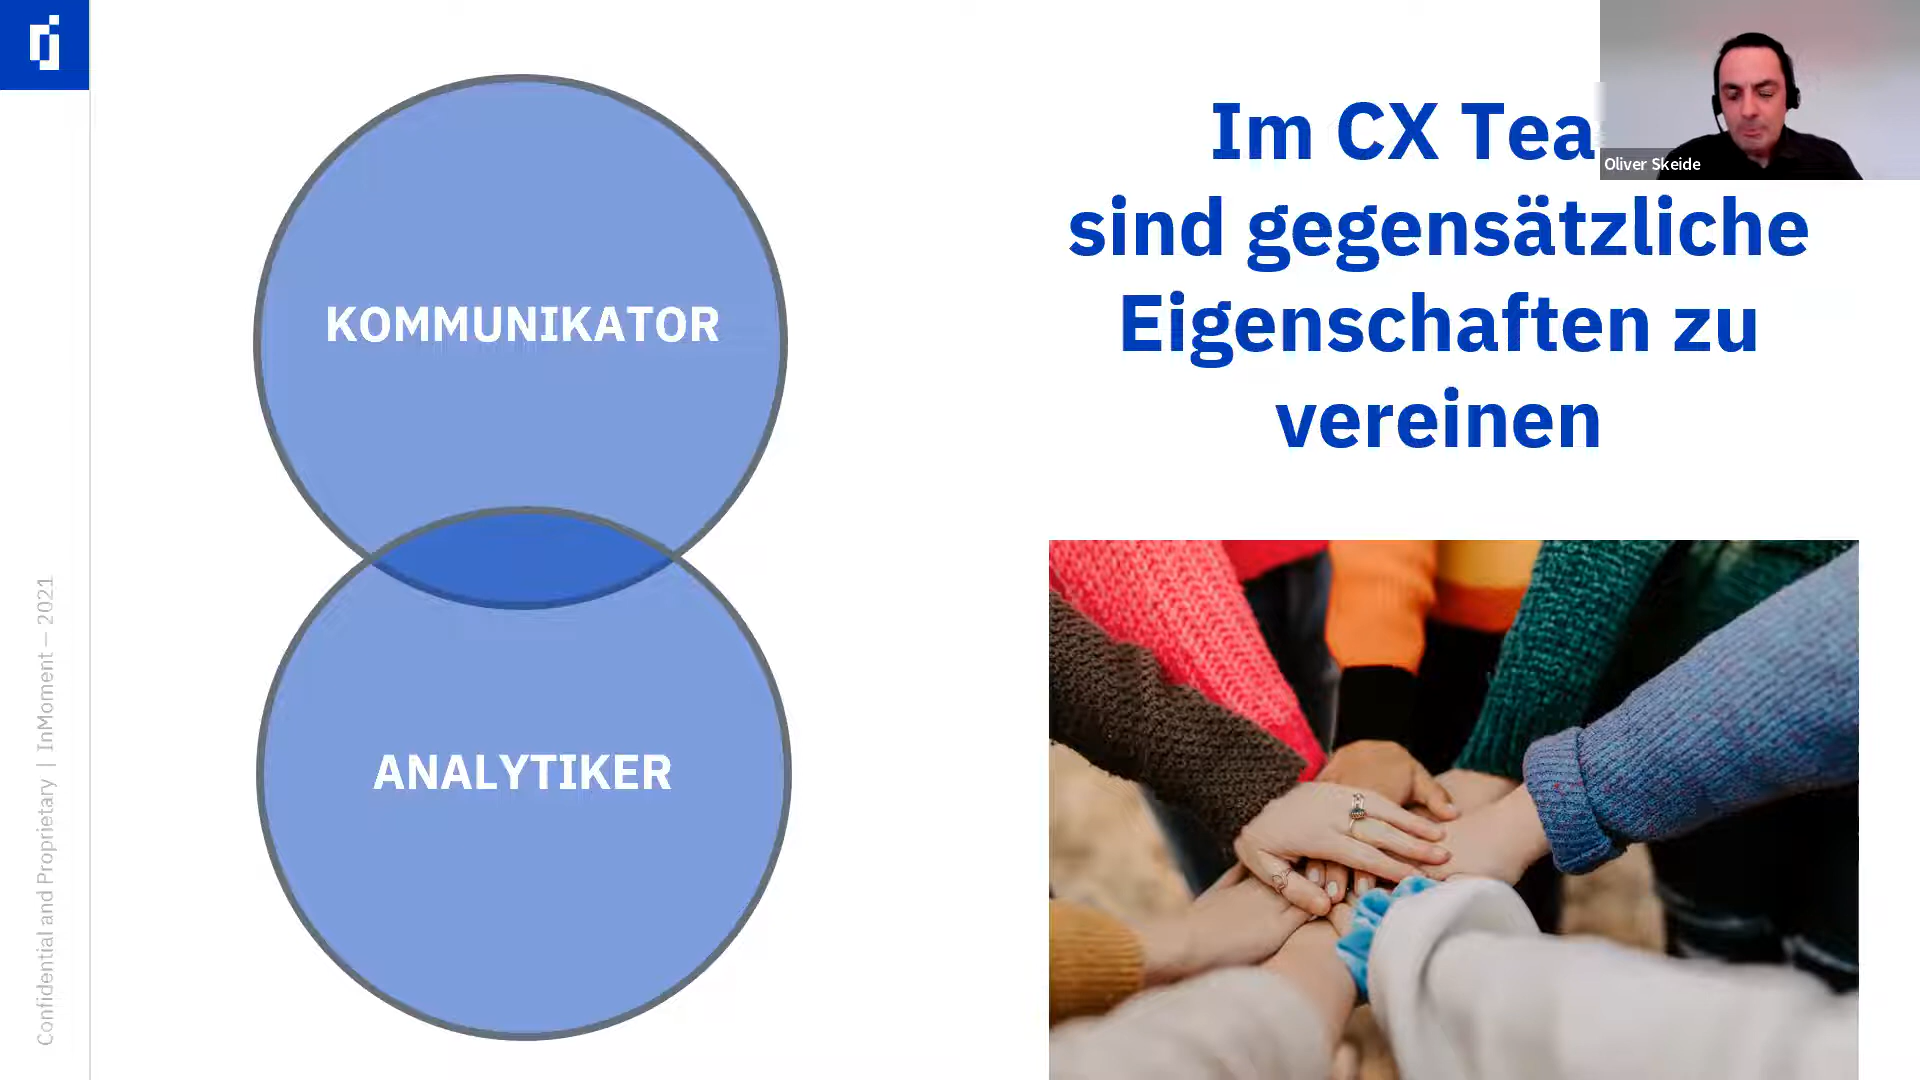 Im CX Tea
sind gegensätzliche
Eigenschaften zu
vereinen
Oliver Skeide
KOMMUNIKATOR
ANALYTIKER
Confidential and Proprietary | InMoment – 2021